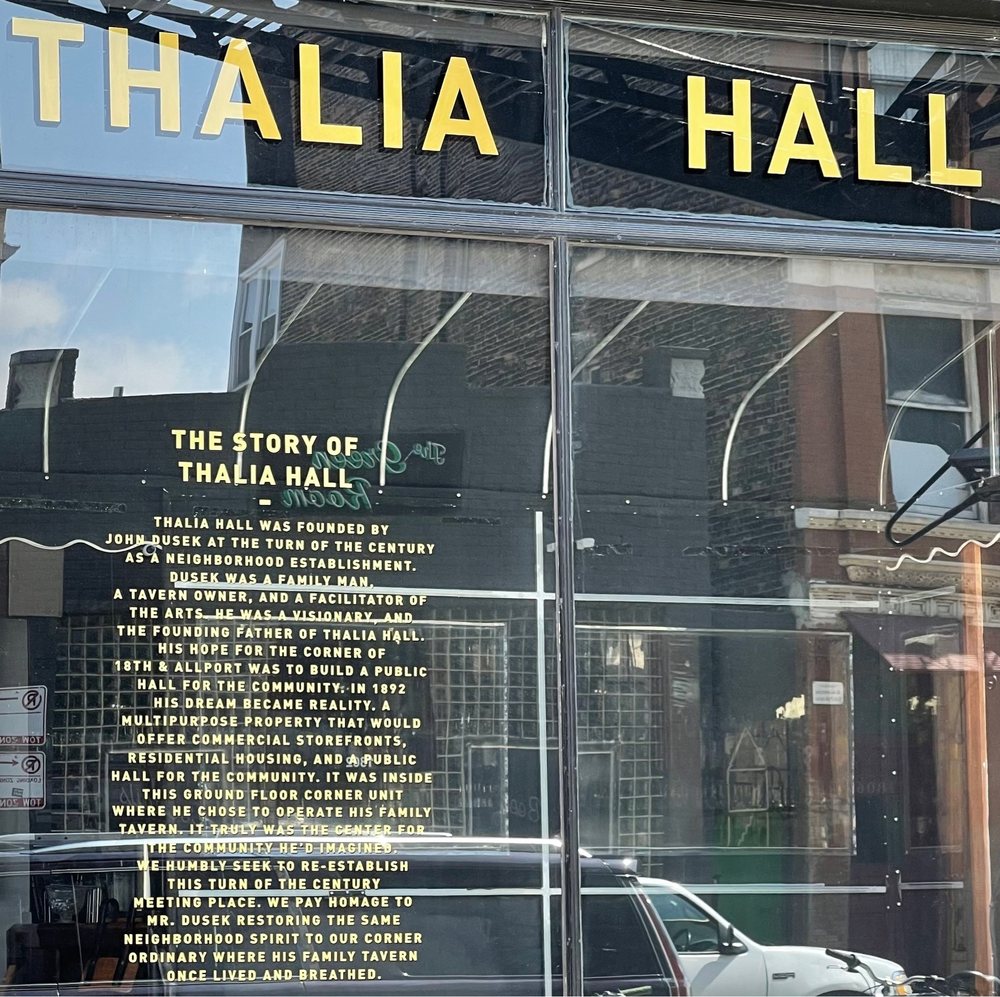 THALIA HALL
THE STORY OF
THALIA HALL
-
THALIA HALL WAS FOUNDED BY
JOHN DUSEK AT THE TURN OF THE CENTURY
AS A NEIGHBORHOOD ESTABLISHMENT.
DUSEK WAS A FAMILY MAN,
A TAVERN OWNER, AND A FACILITATOR OF
THE ARTS. HE WAS A VISIONARY, AND
THE FOUNDING FATHER OF THALIA HALL.
HIS HOPE FOR THE CORNER OF
18TH & ALLPORT WAS TO BUILD A PUBLIC
HALL FOR THE COMMUNITY. IN 1892
HIS DREAM BECAME REALITY. A
MULTIPURPOSE PROPERTY THAT WOULD
OFFER COMMERCIAL STOREFRONTS,
RESIDENTIAL HOUSING, AND A PUBLIC
HALL FOR THE COMMUNITY. IT WAS INSIDE
THIS GROUND FLOOR CORNER UNIT
WHERE HE CHOSE TO OPERATE HIS FAMILY
TAVERN. IT TRULY WAS THE CENTER FOR
THE COMMUNITY HE'D IMAGINED.
WE HUMBLY SEEK TO RE-ESTABLISH
THIS TURN OF THE CENTURY
MEETING PLACE. WE PAY HOMAGE TO
MR. DUSEK RESTORING THE SAME
NEIGHBORHOOD SPIRIT TO OUR CORNER
ORDINARY WHERE HIS FAMILY TAVERN
ONCE LIVED AND BREATHED.
The Green
Room
TOW ZONE
LOADING ZONE
TOW ZONE